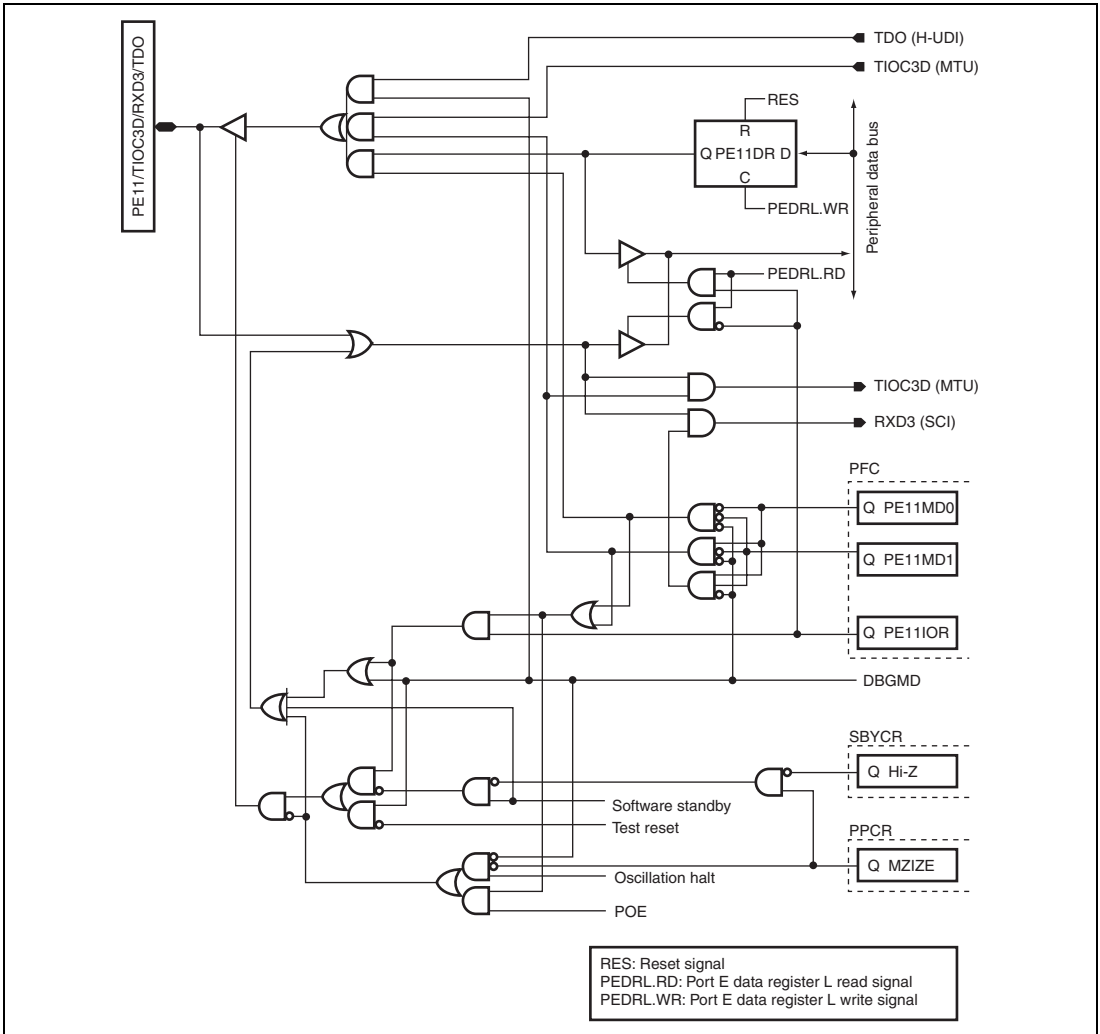 PE11/TIOC3D/RXD3/TDO
TDO (H-UDI)
TIOC3D (MTU)
RES
R
Q PE11DR D
C
PEDRL.WR
Peripheral data bus
PEDRL.RD
TIOC3D (MTU)
RXD3 (SCI)
PFC
Q PE11MD0
Q PE11MD1
Q PE11IOR
DBGMD
SBYCR
Q Hi-Z
Software standby
Test reset
PPCR
Q MZIZE
Oscillation halt
POE
RES: Reset signal
PEDRL.RD: Port E data register L read signal
PEDRL.WR: Port E data register L write signal